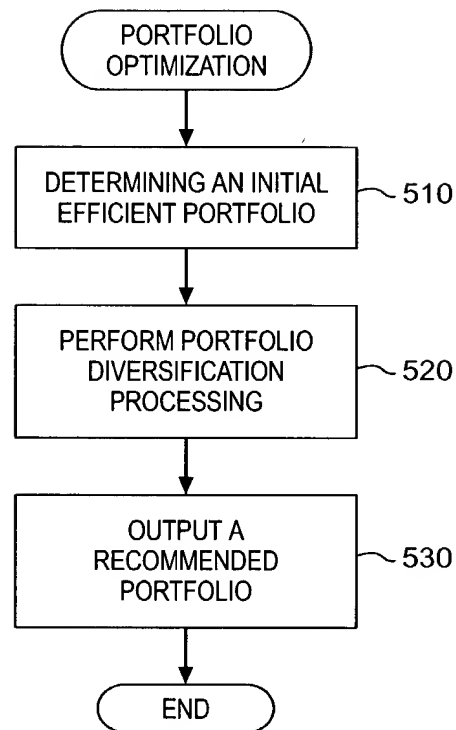 PORTFOLIO
OPTIMIZATION
DETERMINING AN INITIAL
EFFICIENT PORTFOLIO
510
PERFORM PORTFOLIO
DIVERSIFICATION
PROCESSING
520
OUTPUT A
RECOMMENDED
PORTFOLIO
530
END